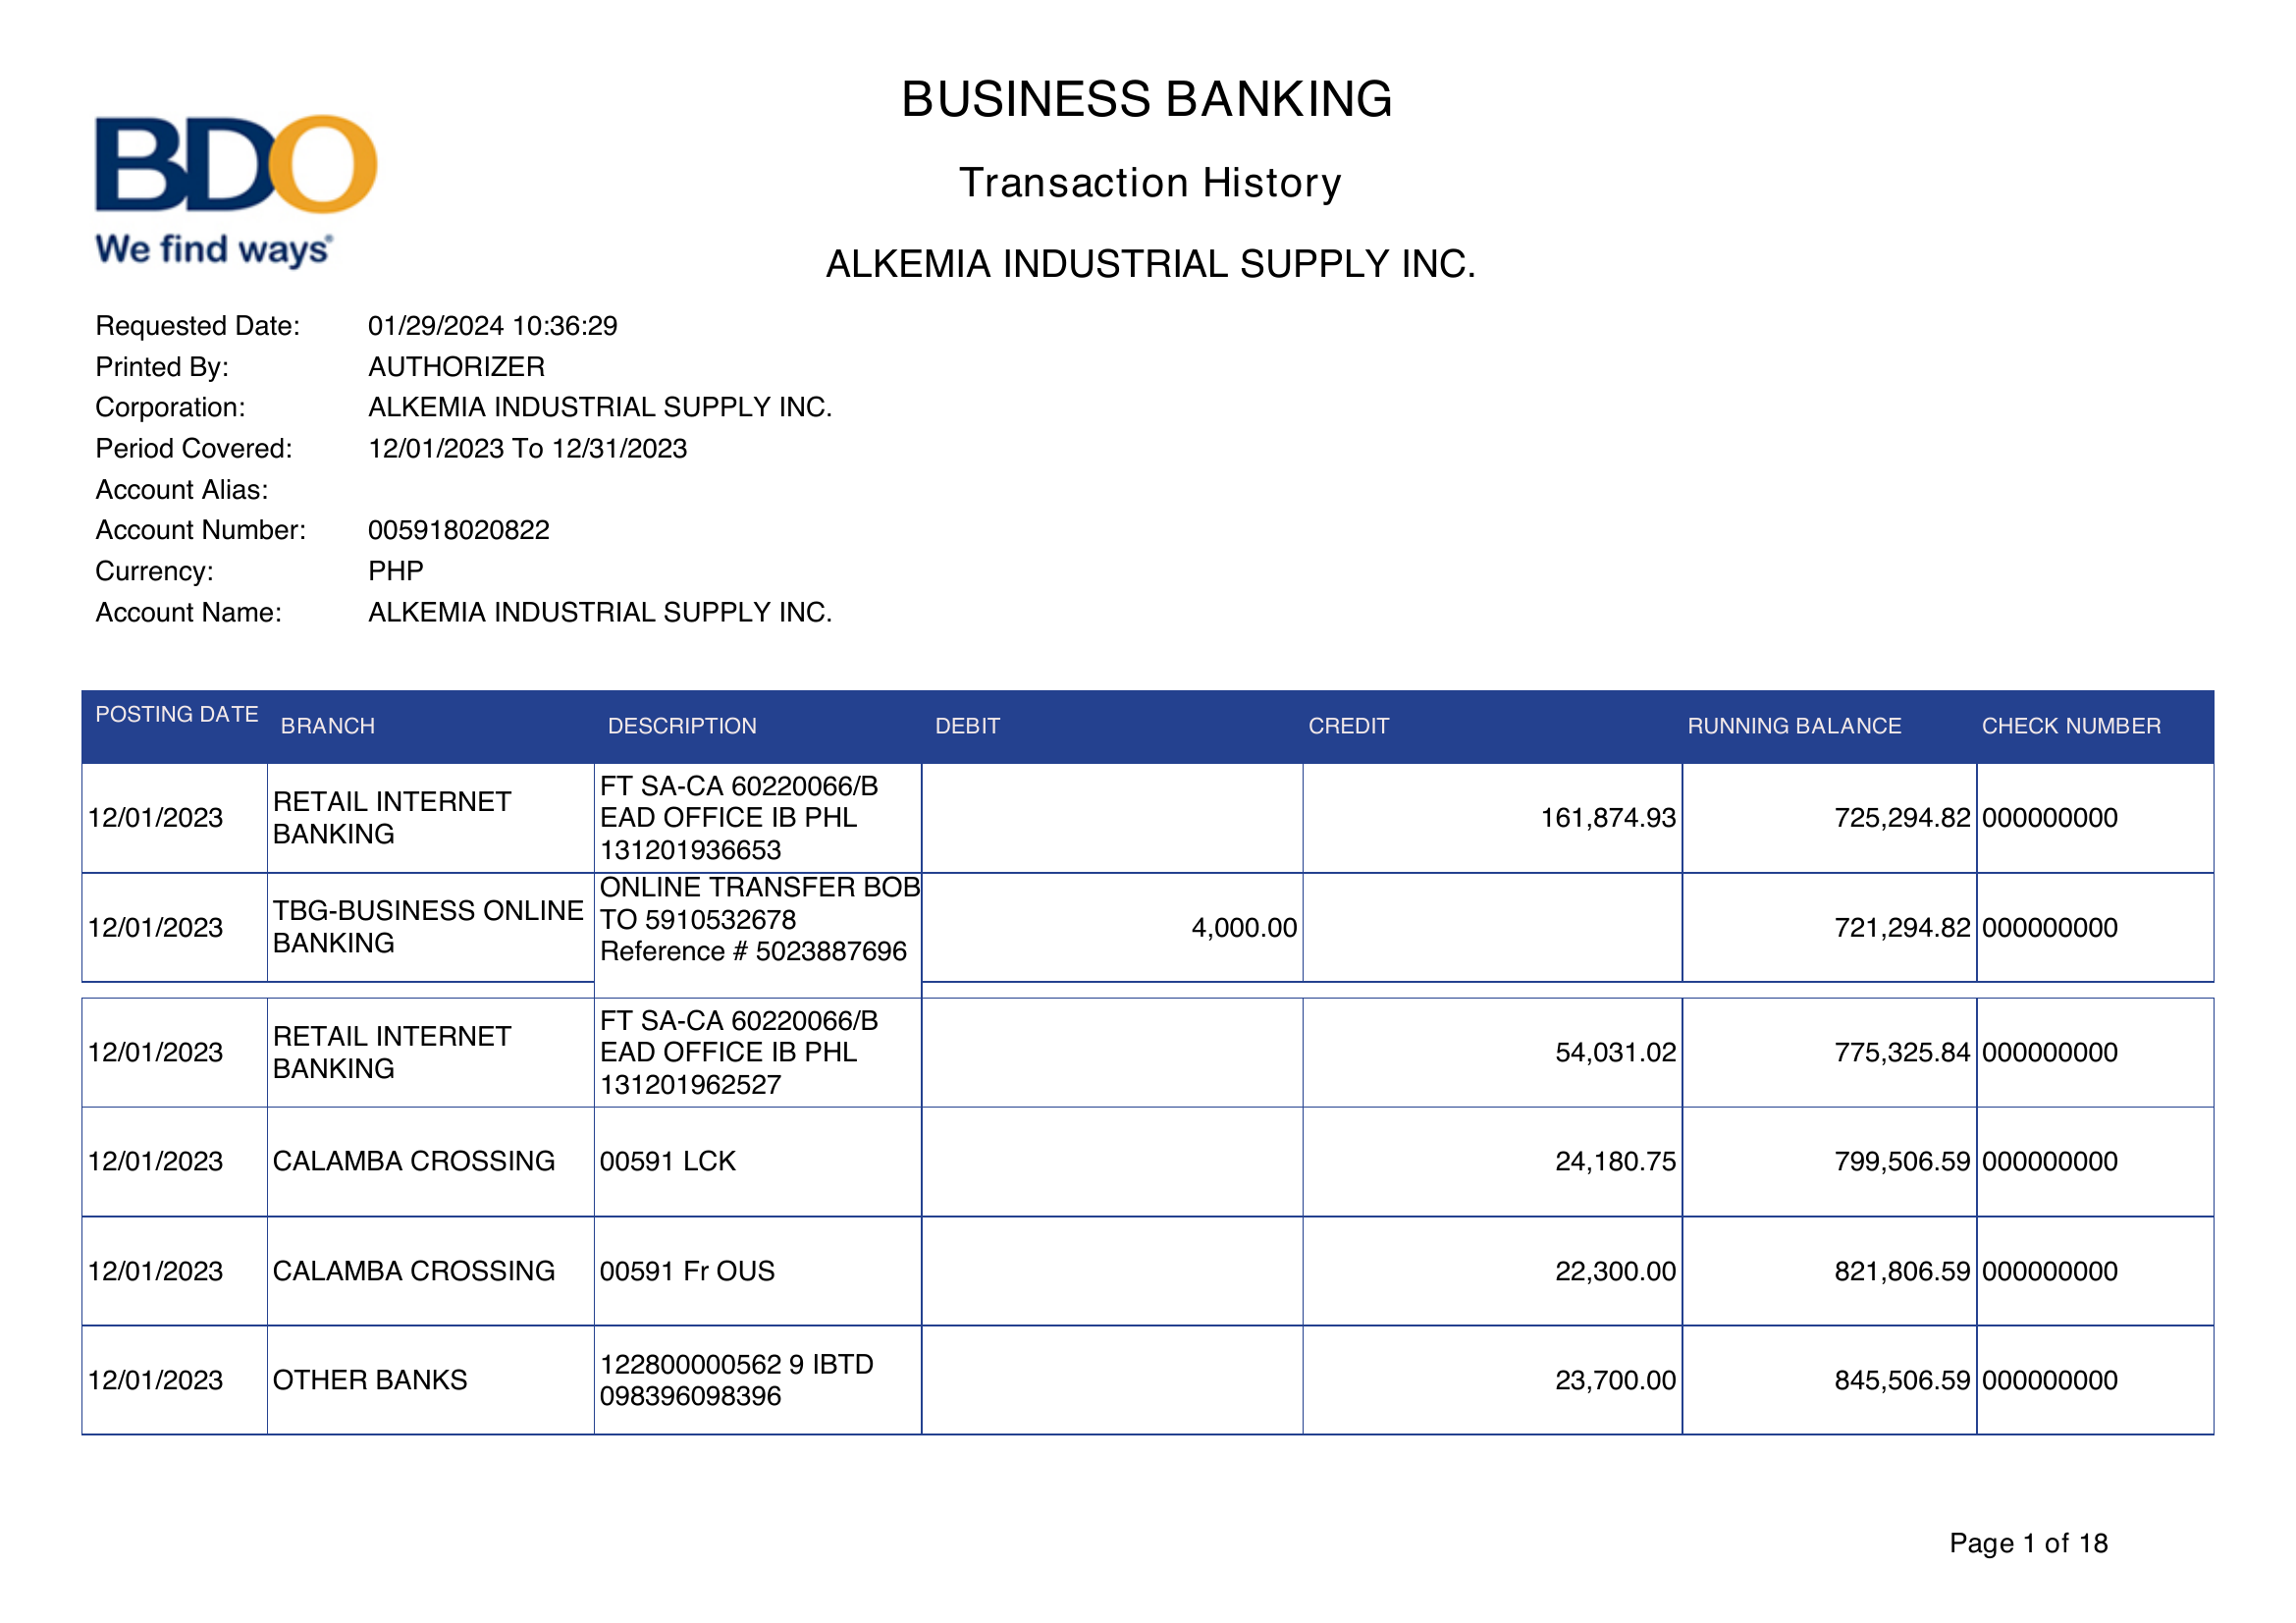 BUSINESS BANKING
BDO
We find ways®
Transaction History
ALKEMIA INDUSTRIAL SUPPLY INC.
Requested Date: 01/29/2024 10:36:29
Printed By: AUTHORIZER
Corporation: ALKEMIA INDUSTRIAL SUPPLY INC.
Period Covered: 12/01/2023 To 12/31/2023
Account Alias:
Account Number: 005918020822
Currency: PHP
Account Name: ALKEMIA INDUSTRIAL SUPPLY INC.
POSTING DATE BRANCH DESCRIPTION DEBIT CREDIT RUNNING BALANCE CHECK NUMBER
12/01/2023
RETAIL INTERNET
BANKING
FT SA-CA 60220066/B
EAD OFFICE IB PHL
131201936653
161,874.93
725,294.82
000000000
12/01/2023
TBG-BUSINESS ONLINE
BANKING
ONLINE TRANSFER BOB
TO 5910532678
Reference # 5023887696
4,000.00
721,294.82
000000000
12/01/2023
RETAIL INTERNET
BANKING
FT SA-CA 60220066/B
EAD OFFICE IB PHL
131201962527
54,031.02
775,325.84
000000000
12/01/2023
CALAMBA CROSSING
00591 LCK
24,180.75
799,506.59
000000000
12/01/2023
CALAMBA CROSSING
00591 Fr OUS
22,300.00
821,806.59
000000000
12/01/2023
OTHER BANKS
122800000562 9 IBTD
098396098396
23,700.00
845,506.59
000000000
Page 1 of 18